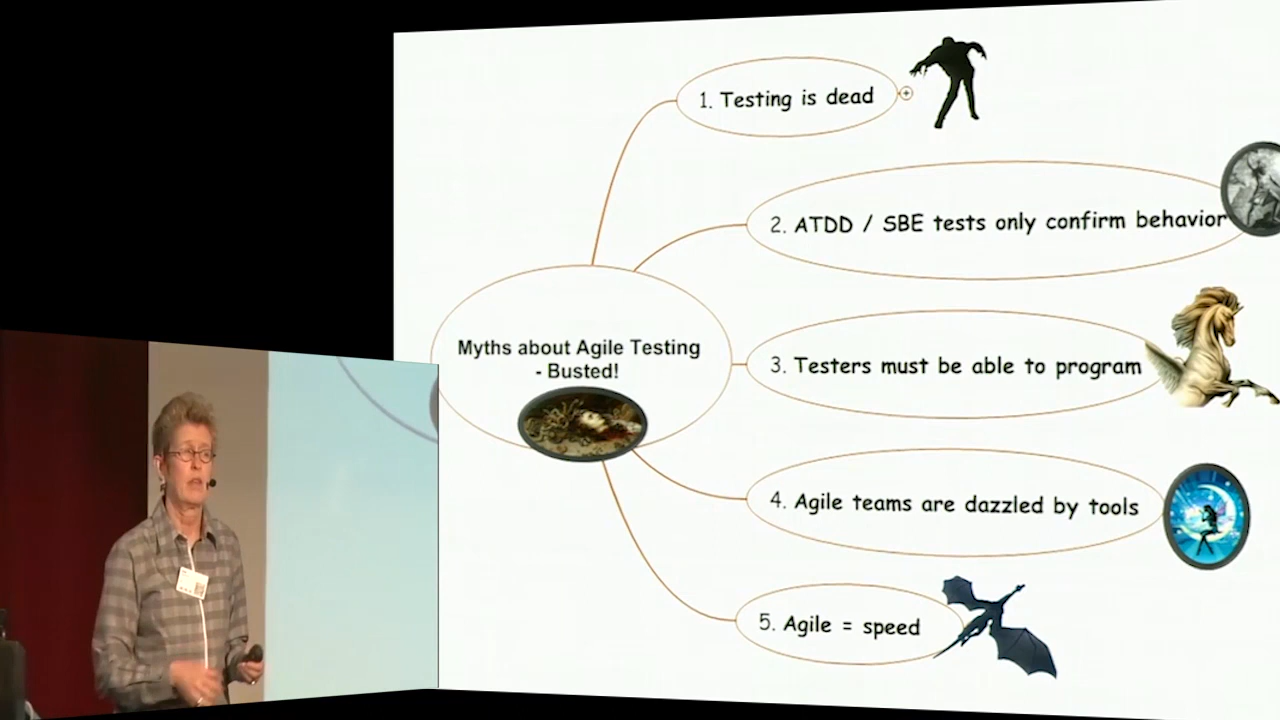 1. Testing is dead
2. ATDD / SBE tests only confirm behavior
Myths about Agile Testing
- Busted!
3. Testers must be able to program
4. Agile teams are dazzled by tools
5. Agile = speed